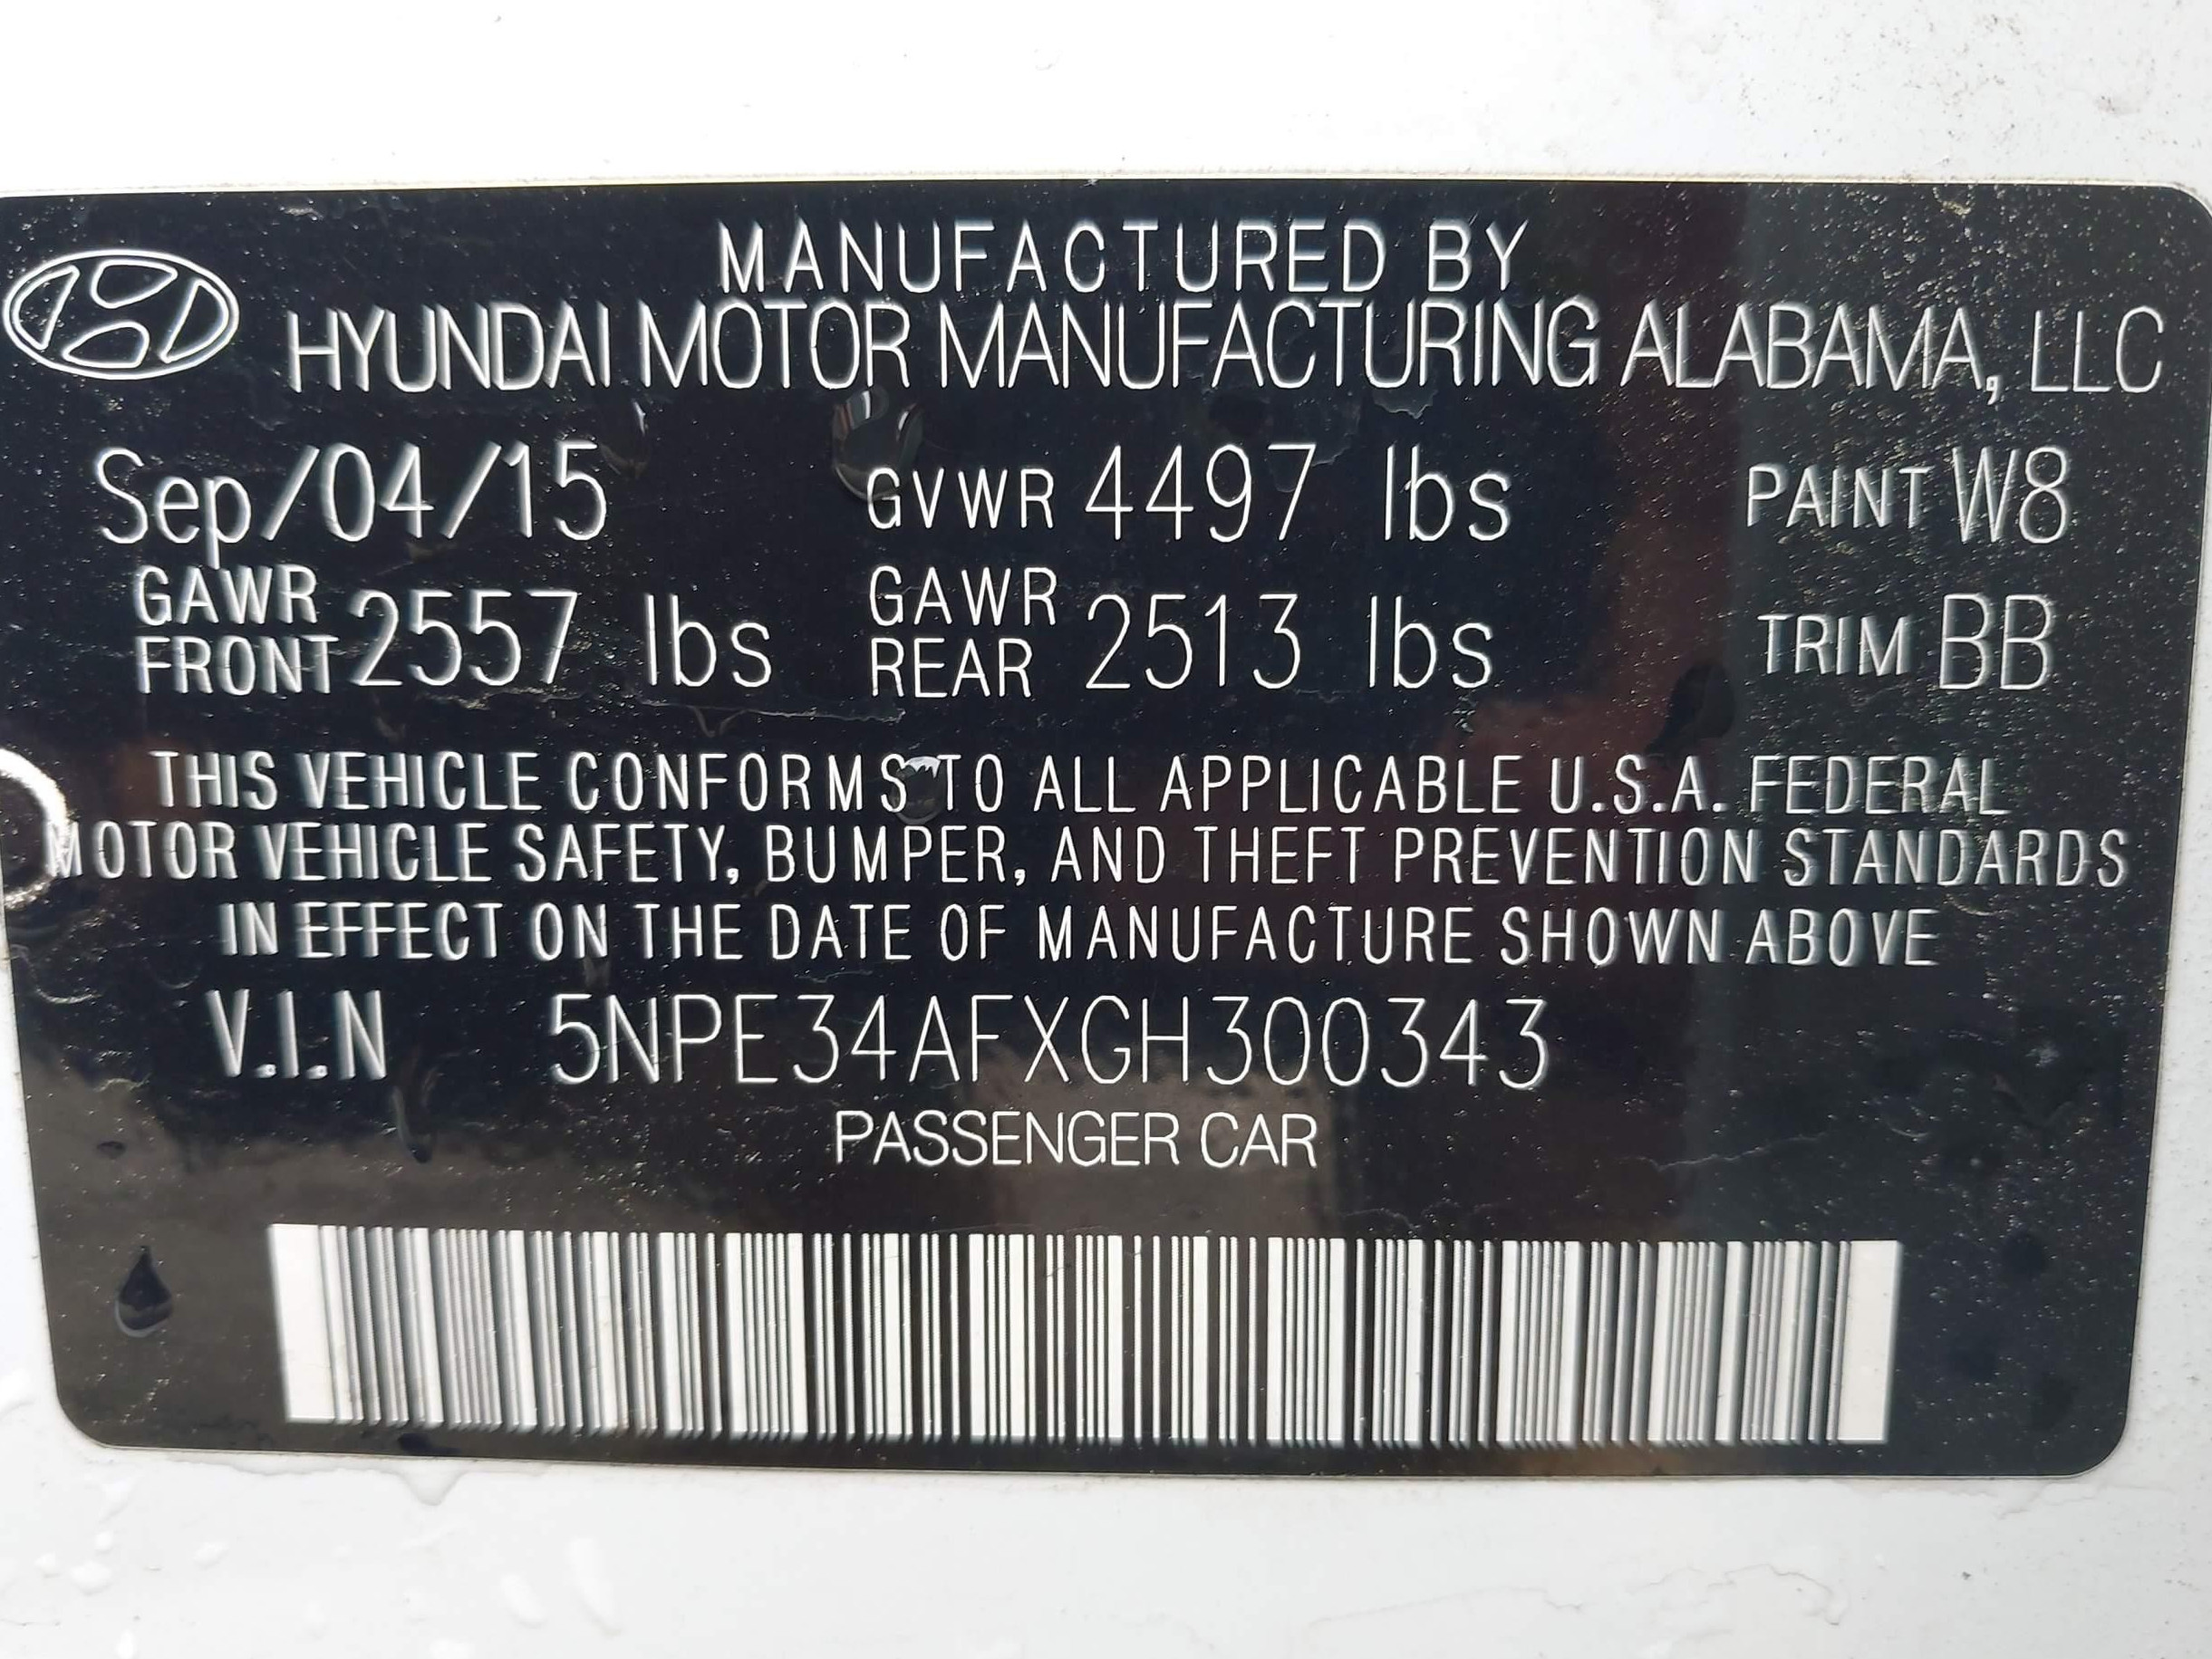 MANUFACTURED BY
HYUNDAI MOTOR MANUFACTURING ALABAMA, LLC
Sep/04/15 GVWR 4497 lbs PAINT W8
GAWR FRONT 2557 lbs GAWR REAR 2513 lbs TRIM BB
THIS VEHICLE CONFORMS TO ALL APPLICABLE U.S.A. FEDERAL
MOTOR VEHICLE SAFETY, BUMPER, AND THEFT PREVENTION STANDARDS
IN EFFECT ON THE DATE OF MANUFACTURE SHOWN ABOVE
V.I.N 5NPE34AFXGH300343
PASSENGER CAR